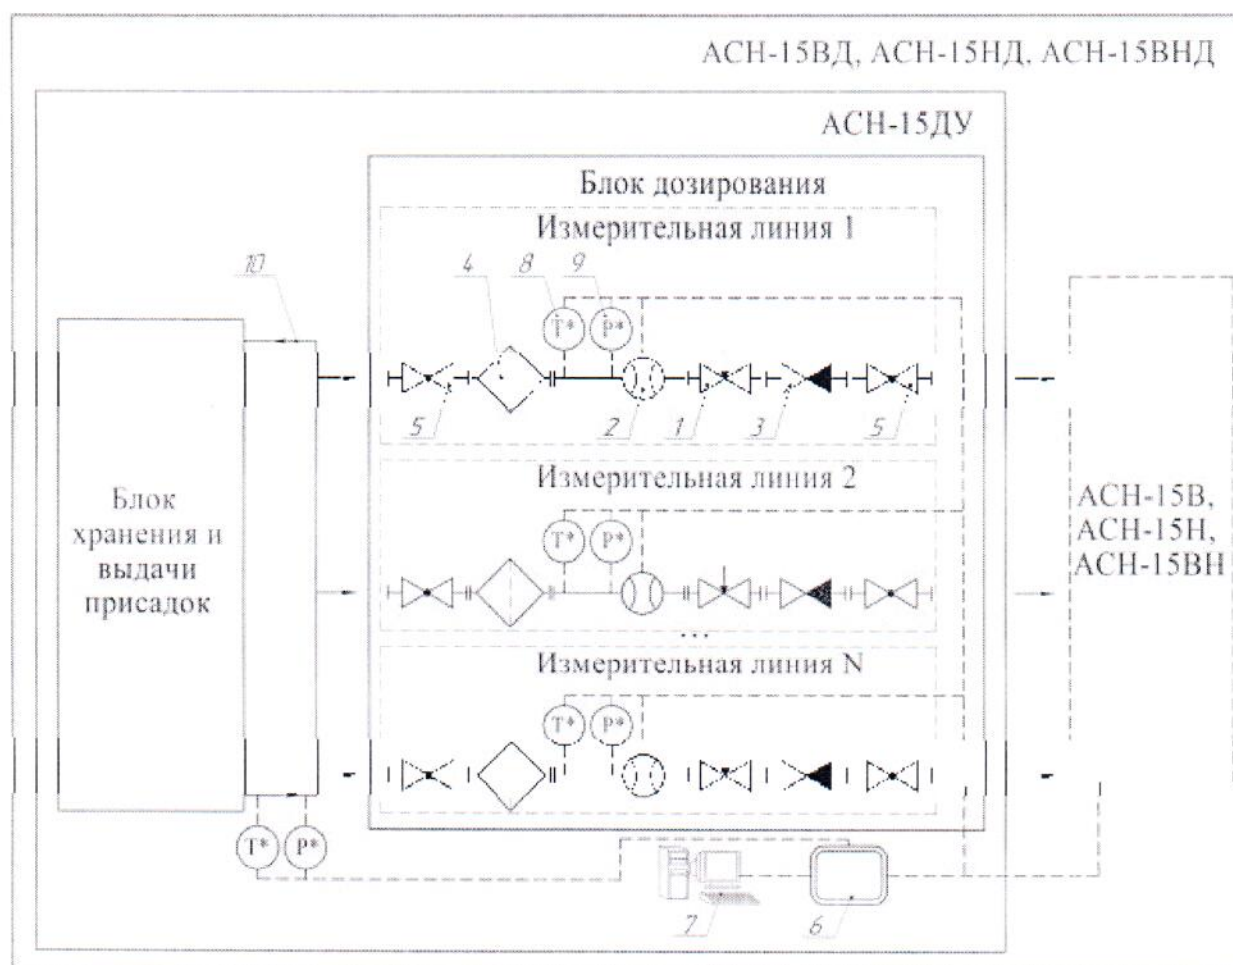 АСН-15ВД, АСН-15НД, АСН-15ВНД
АСН-15ДУ
Блок дозирования
Измерительная линия 1
10
4
8
9
T*
P*
5
2
1
3
5
Измерительная линия 2
T*
P*
...
Измерительная линия N
T*
P*
Блок
хранения и
выдачи
присадок
АСН-15В,
АСН-15Н,
АСН-15ВН
T*
P*
7
6